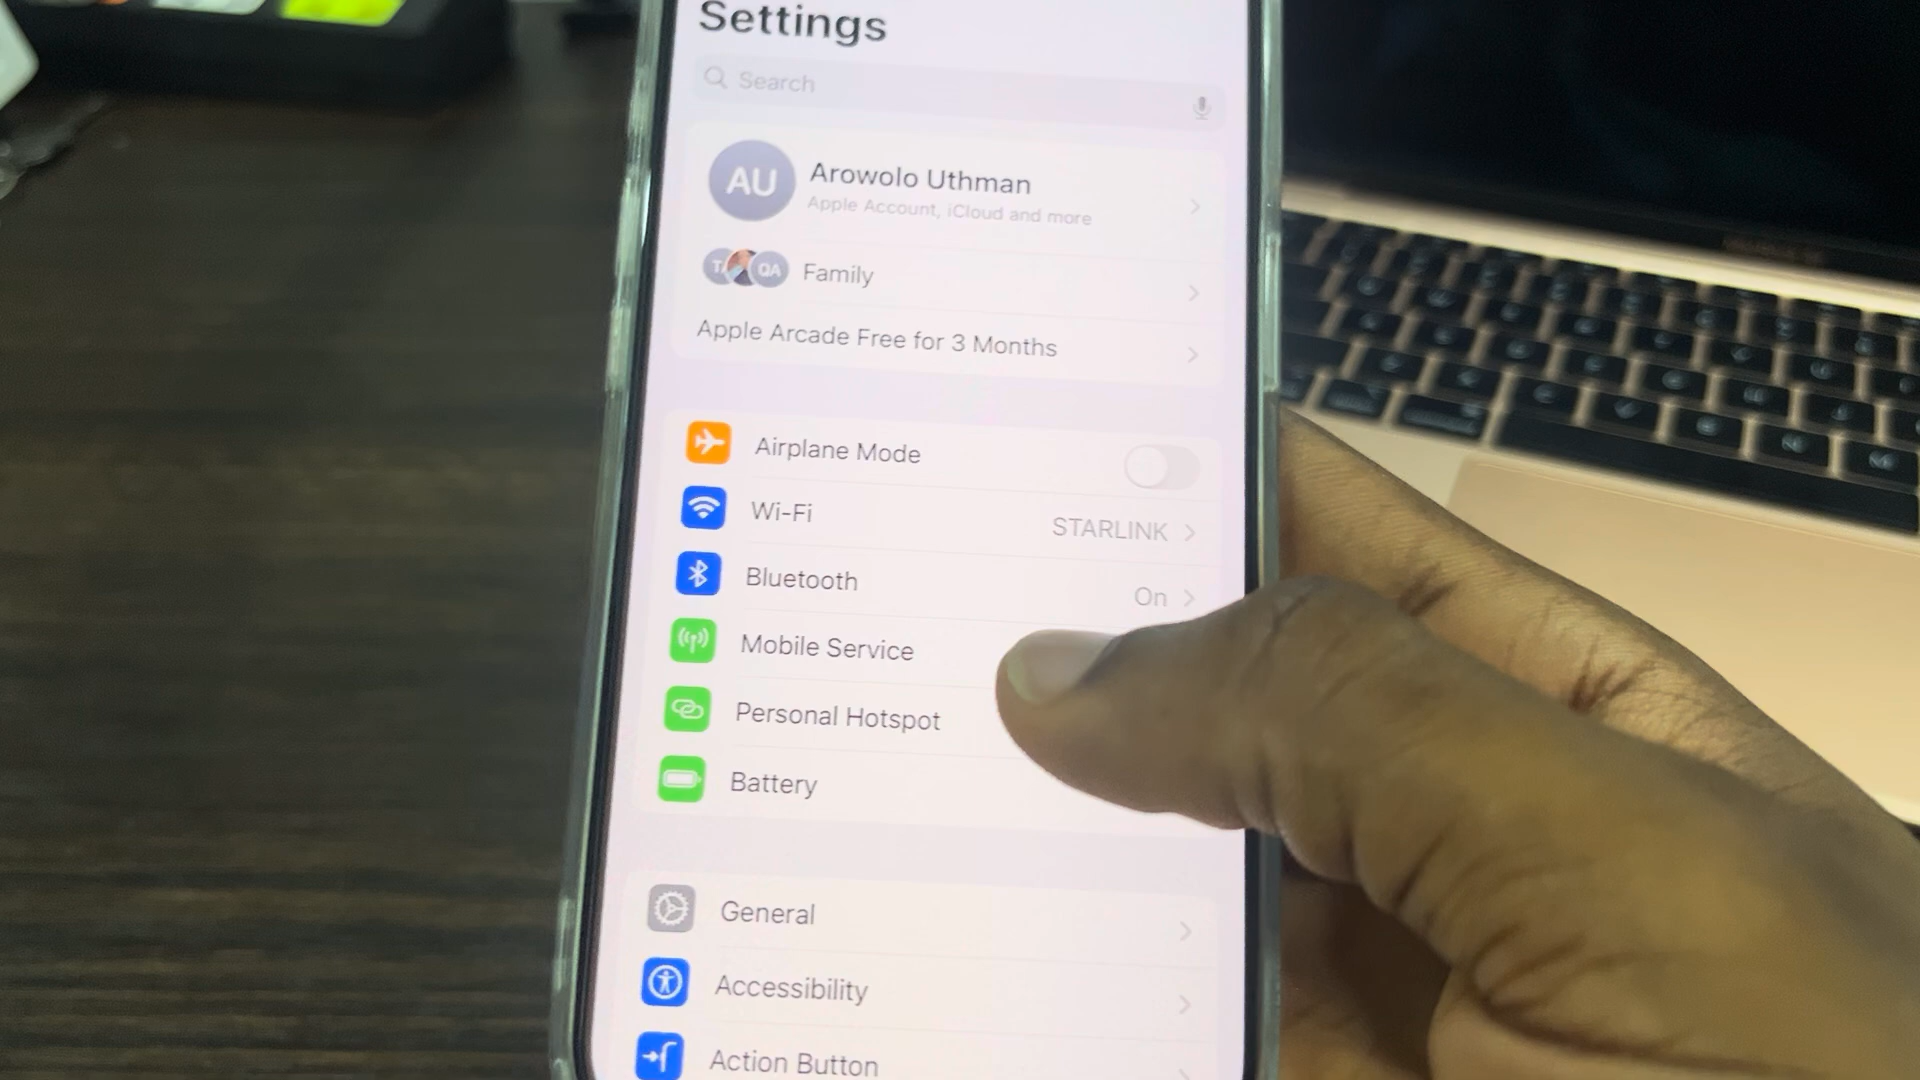 Settings
Search
AU
Arowolo Uthman
Apple Account, iCloud and more
QA
Family
Apple Arcade Free for 3 Months
Airplane Mode
Wi-Fi
STARLINK
Bluetooth
On
Mobile Service
Personal Hotspot
Battery
General
Accessibility
Action Button